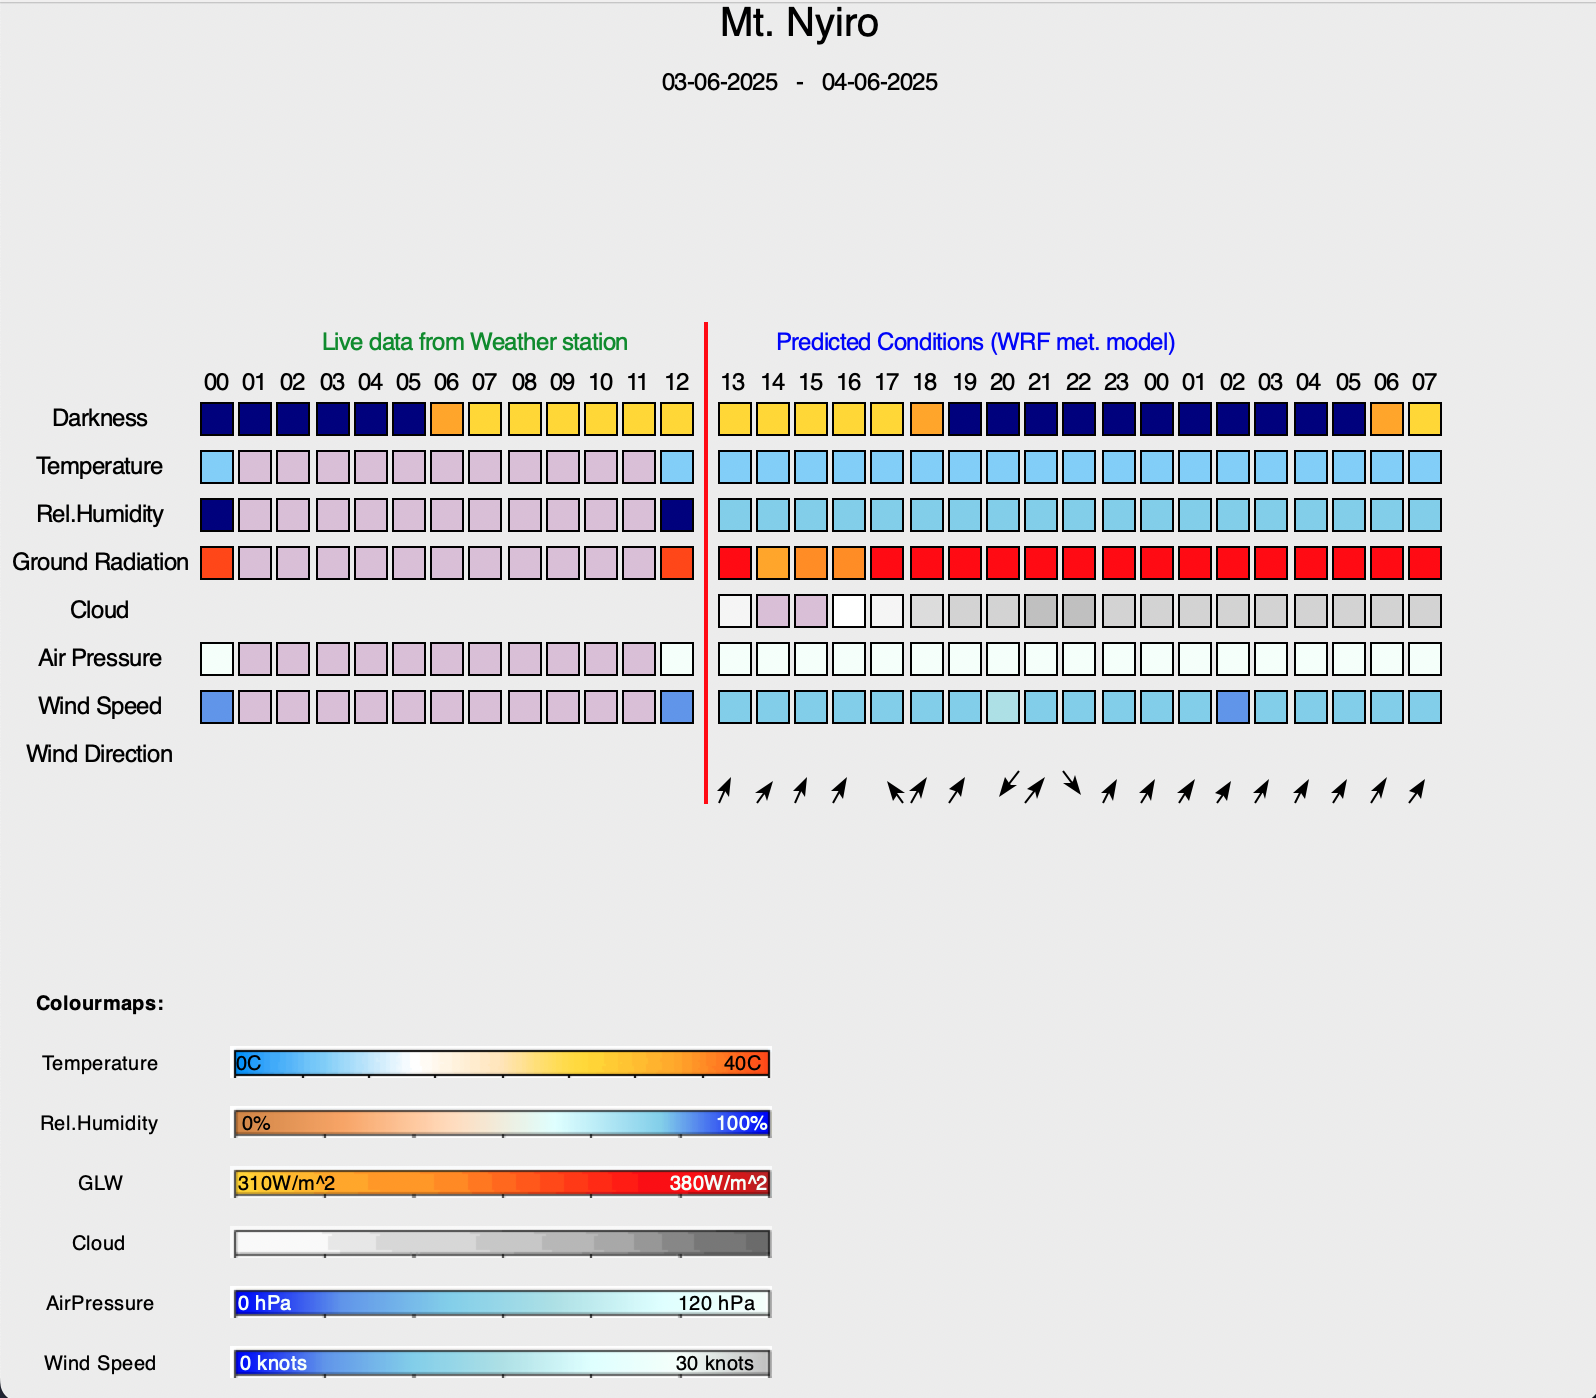 Mt. Nyiro
03-06-2025 - 04-06-2025
Live data from Weather station Predicted Conditions (WRF met. model)
00 01 02 03 04 05 06 07 08 09 10 11 12 13 14 15 16 17 18 19 20 21 22 23 00 01 02 03 04 05 06 07
Darkness
Temperature
Rel.Humidity
Ground Radiation
Cloud
Air Pressure
Wind Speed
Wind Direction
Colourmaps:
Temperature 0C 40C
Rel.Humidity 0% 100%
GLW 310W/m^2 380W/m^2
Cloud
AirPressure 0 hPa 120 hPa
Wind Speed 0 knots 30 knots